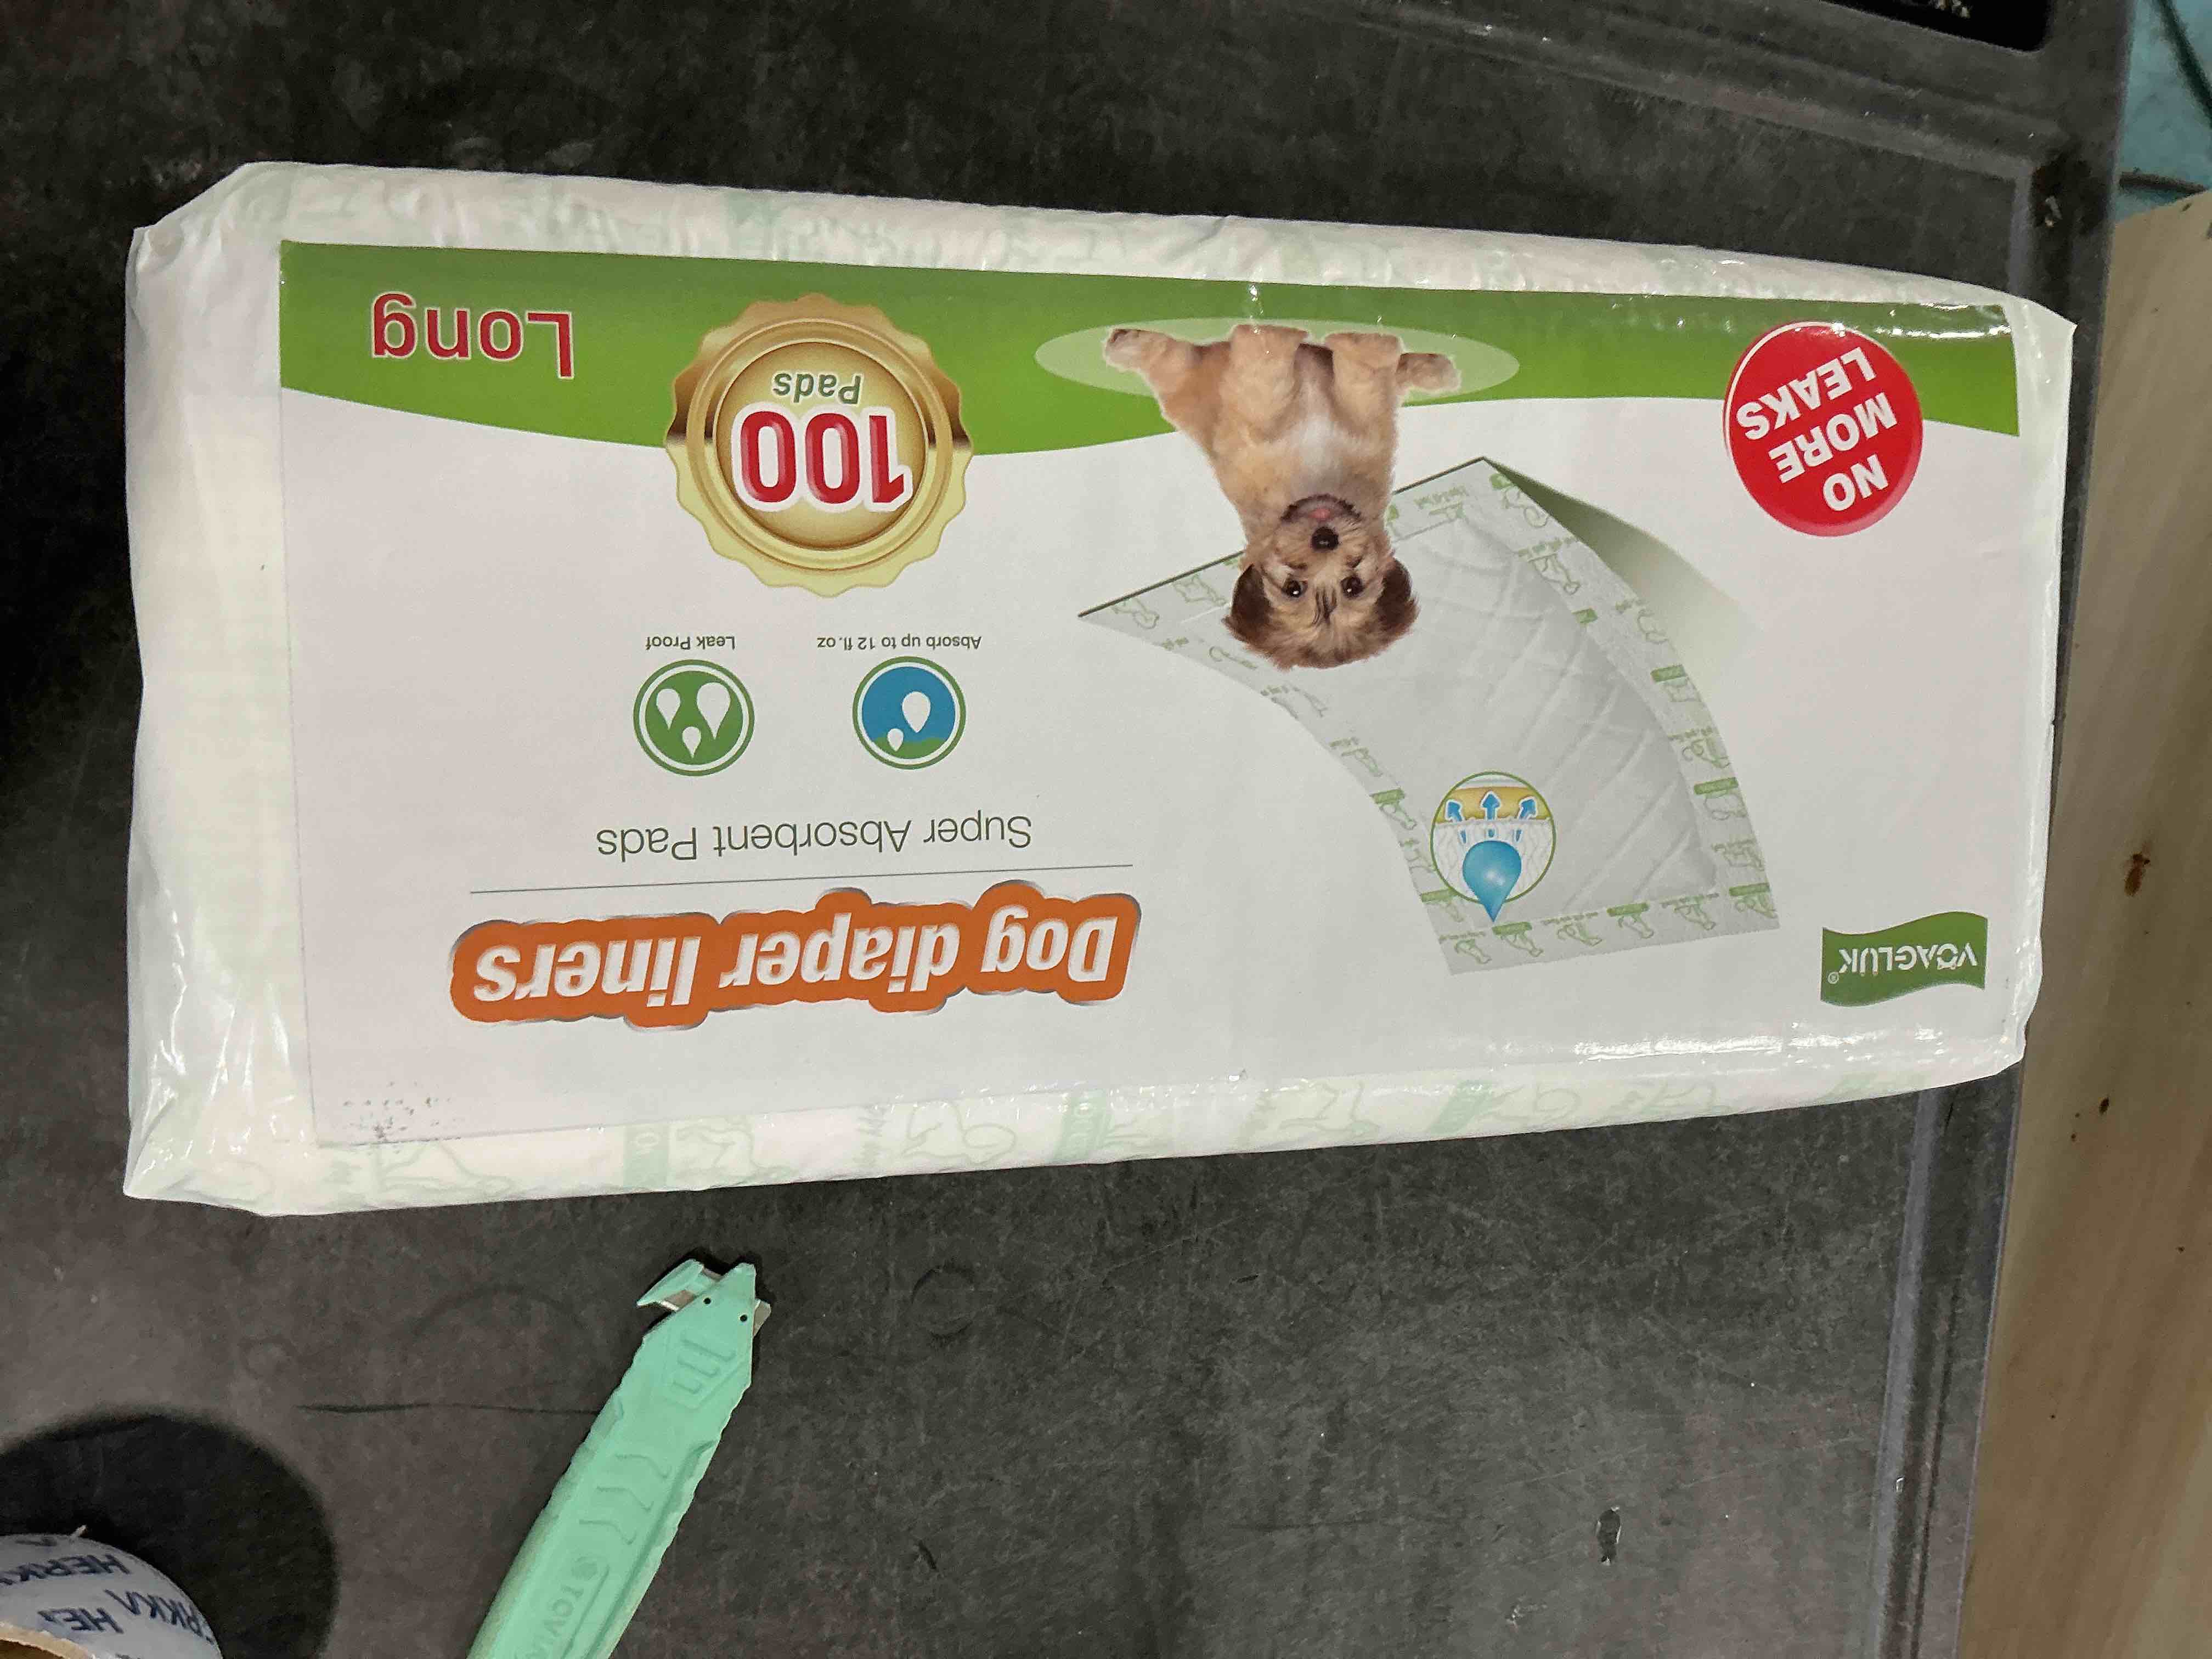 VOAGLUK®
Dog diaper liners
Super Absorbent Pads
Absorb up to 12 fl. oz
Leak Proof
NO
MORE
LEAKS
100
Pads
Long